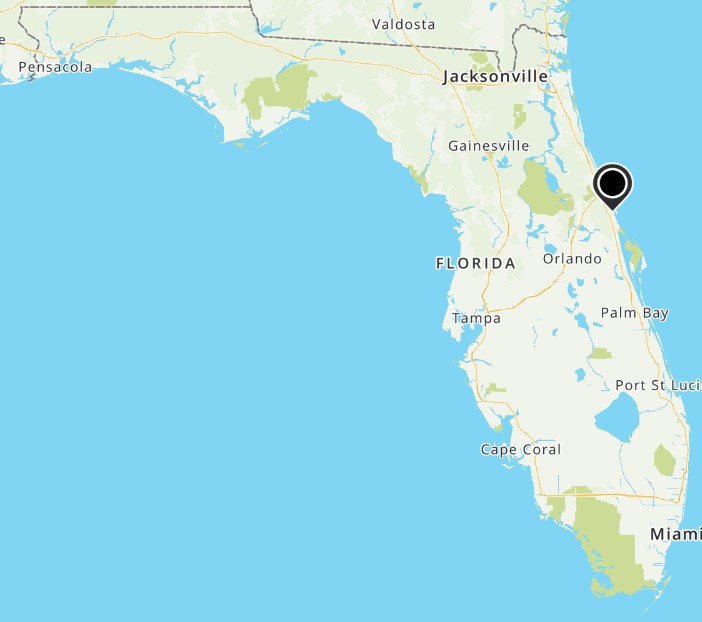 Valdosta
e
Pensacola
Jacksonville
Gainesville
FLORIDA
Orlando
Palm Bay
Tampa
Port St Luci
Cape Coral
Miami